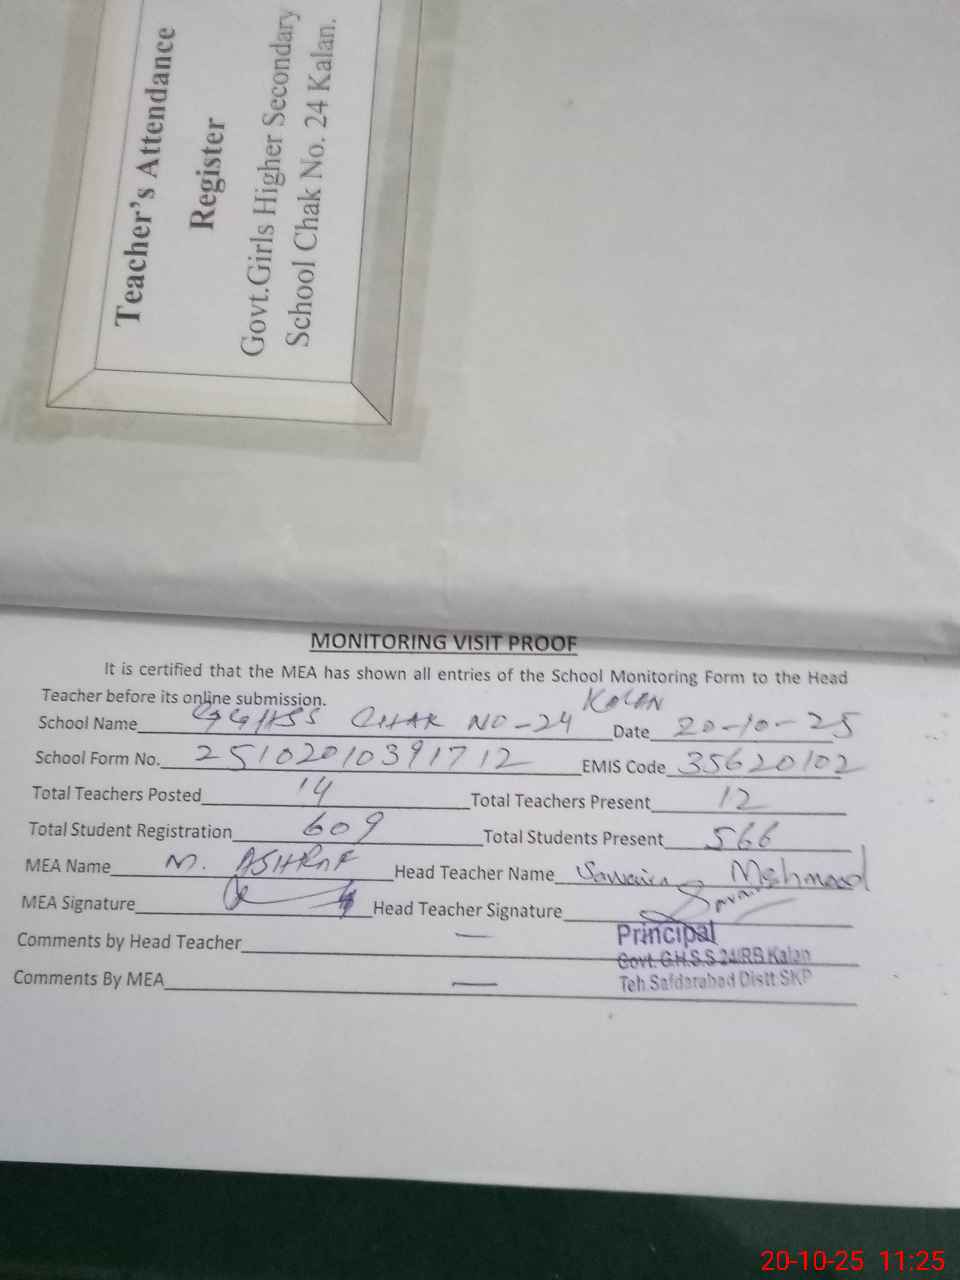 Teacher's Attendance
Register
Govt.Girls Higher Secondary
School Chak No. 24 Kalan.
MONITORING VISIT PROOF
It is certified that the MEA has shown all entries of the School Monitoring Form to the Head
Teacher before its online submission.
School Name GGHSS CHAK NO-24 KALAN Date 20-10-25
School Form No. 25102010391712 EMIS Code 35620102
Total Teachers Posted 14 Total Teachers Present 12
Total Student Registration 609 Total Students Present 566
MEA Name M. ASHRAF Head Teacher Name Mehmood
MEA Signature Head Teacher Signature
Comments by Head Teacher —
Principal
Govt. G.H.S.S 24/RB Kalan
Comments By MEA —
Teh Safdarabad Distt SKP
20-10-25 11:25